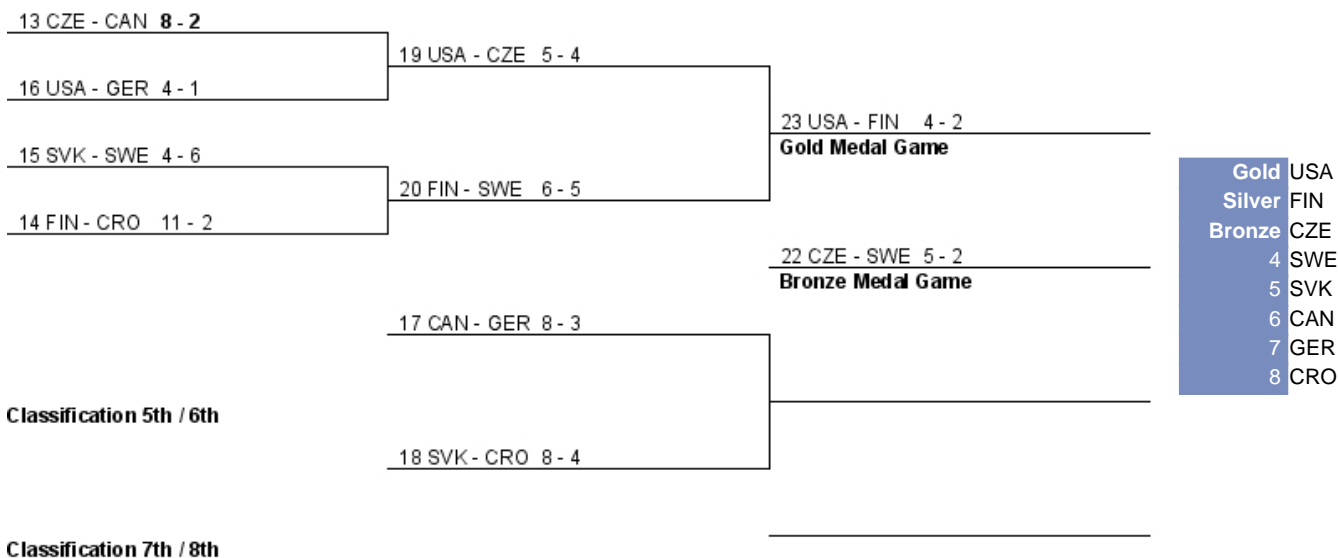 13 CZE - CAN 8 - 2
16 USA - GER 4 - 1
15 SVK - SWE 4 - 6
14 FIN - CRO 11 - 2
19 USA - CZE 5 - 4
20 FIN - SWE 6 - 5
23 USA - FIN 4 - 2
Gold Medal Game
22 CZE - SWE 5 - 2
Bronze Medal Game
17 CAN - GER 8 - 3
Classification 5th / 6th
18 SVK - CRO 8 - 4
Classification 7th / 8th
Gold USA
Silver FIN
Bronze CZE
4 SWE
5 SVK
6 CAN
7 GER
8 CRO